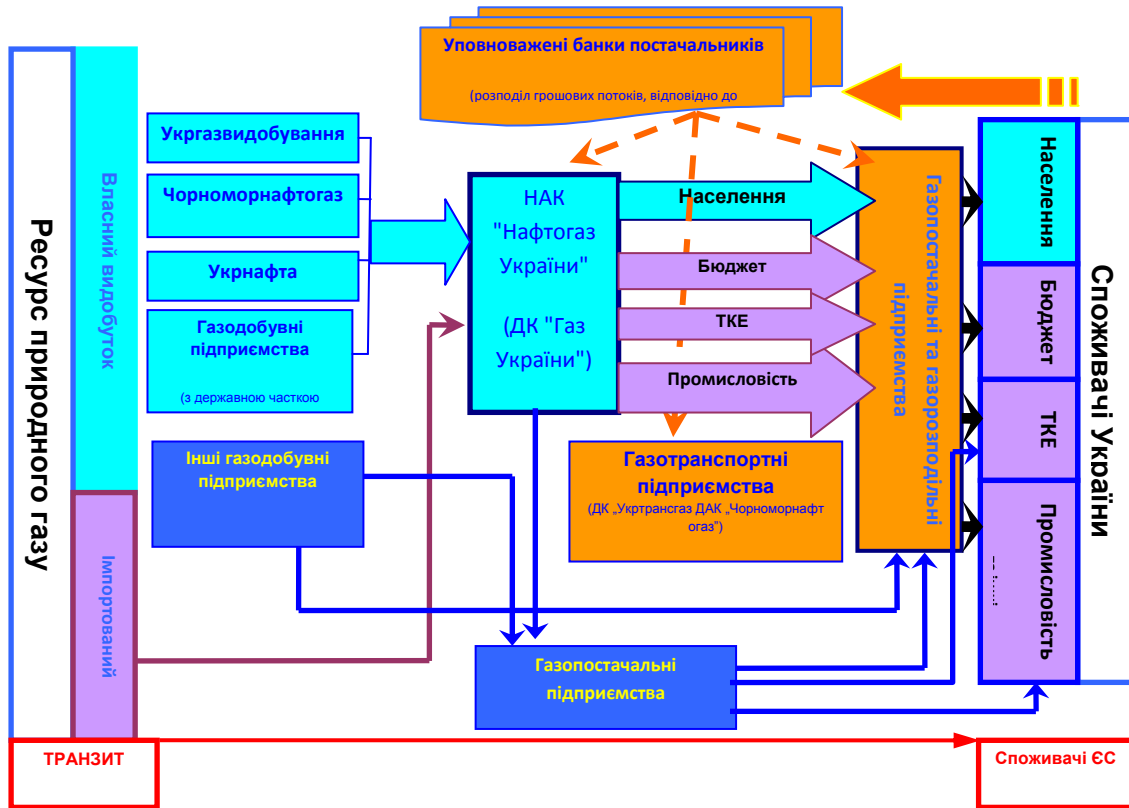 Уповноважені банки постачальників
(розподіл грошових потоків, відповідно до
Ресурс природного газу
Власний видобуток
Імпортований
Укргазвидобування
Чорноморнафтогаз
Укрнафта
Газодобувні
підприємства
(з державною часткою
Інші газодобувні
підприємства
НАК
"Нафтогаз
України"
(ДК "Газ
України")
Населення
Бюджет
ТКЕ
Промисловість
Газотранспортні
підприємства
(ДК „Укртрансгаз ДАК „Чорноморнафт
огаз")
Газопостачальні
підприємства
Газопостачальні та газорозподільні
підприємства
Населення
Бюджет
ТКЕ
Промисловість
Споживачі України
ТРАНЗИТ
Споживачі ЄС